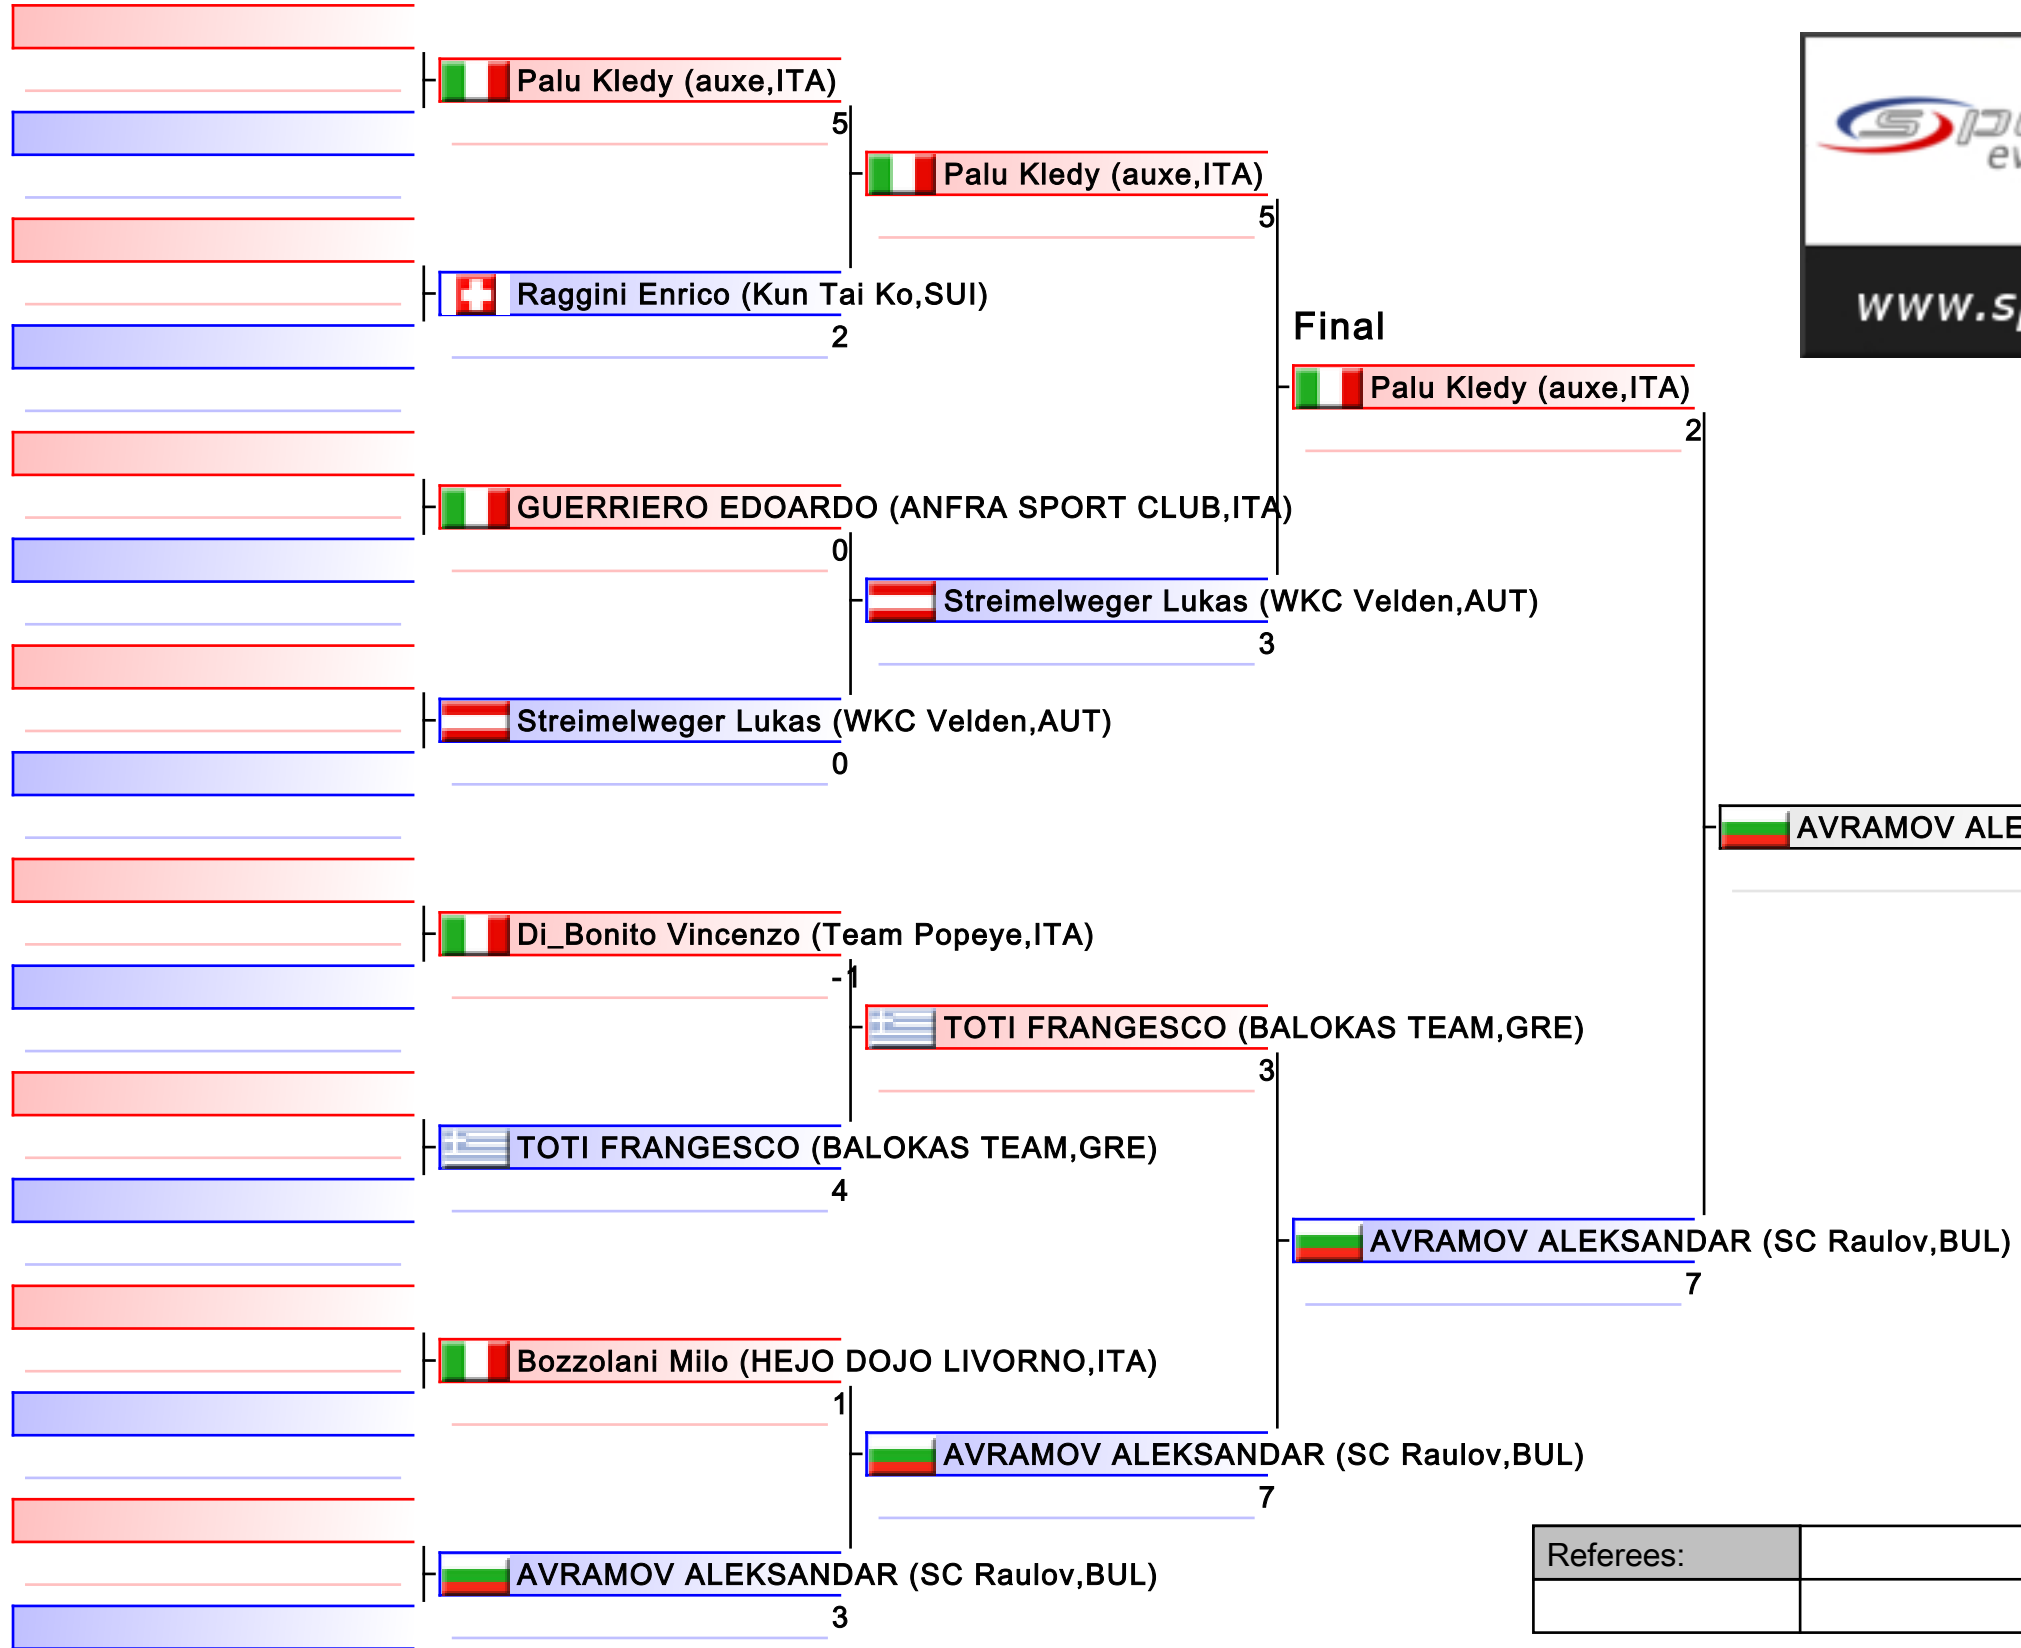 Palu Kledy (auxe,ITA)
5
Palu Kledy (auxe,ITA)
5
Raggini Enrico (Kun Tai Ko,SUI)
2
Final
Palu Kledy (auxe,ITA)
2
GUERRIERO EDOARDO (ANFRA SPORT CLUB,ITA)
0
Streimelweger Lukas (WKC Velden,AUT)
3
Streimelweger Lukas (WKC Velden,AUT)
0
AVRAMOV ALE
Di_Bonito Vincenzo (Team Popeye,ITA)
-1
TOTI FRANGESCO (BALOKAS TEAM,GRE)
3
TOTI FRANGESCO (BALOKAS TEAM,GRE)
4
AVRAMOV ALEKSANDAR (SC Raulov,BUL)
7
Bozzolani Milo (HEJO DOJO LIVORNO,ITA)
1
AVRAMOV ALEKSANDAR (SC Raulov,BUL)
7
AVRAMOV ALEKSANDAR (SC Raulov,BUL)
3
Referees:
www.s